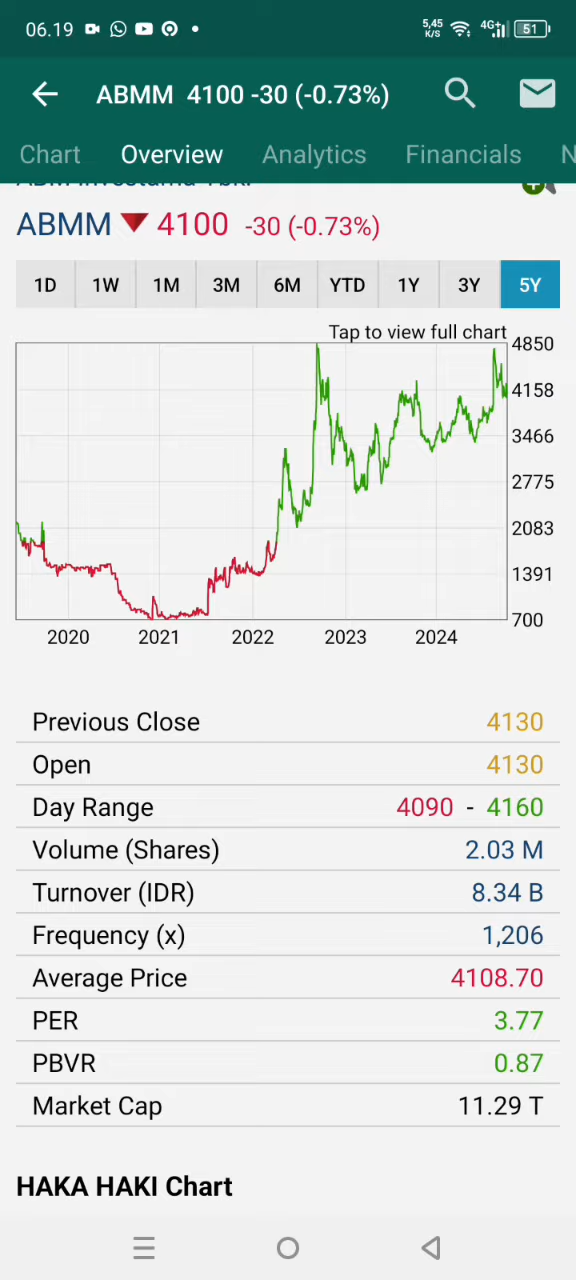 06.19 5,45 K/S 4G+ 51
ABMM 4100 -30 (-0.73%)
Chart Overview Analytics Financials N
ABM Investama Tbk.
ABMM 4100 -30 (-0.73%)
1D 1W 1M 3M 6M YTD 1Y 3Y 5Y
Tap to view full chart
4850
4158
3466
2775
2083
1391
700
2020 2021 2022 2023 2024
Previous Close 4130
Open 4130
Day Range 4090 - 4160
Volume (Shares) 2.03 M
Turnover (IDR) 8.34 B
Frequency (x) 1,206
Average Price 4108.70
PER 3.77
PBVR 0.87
Market Cap 11.29 T
HAKA HAKI Chart